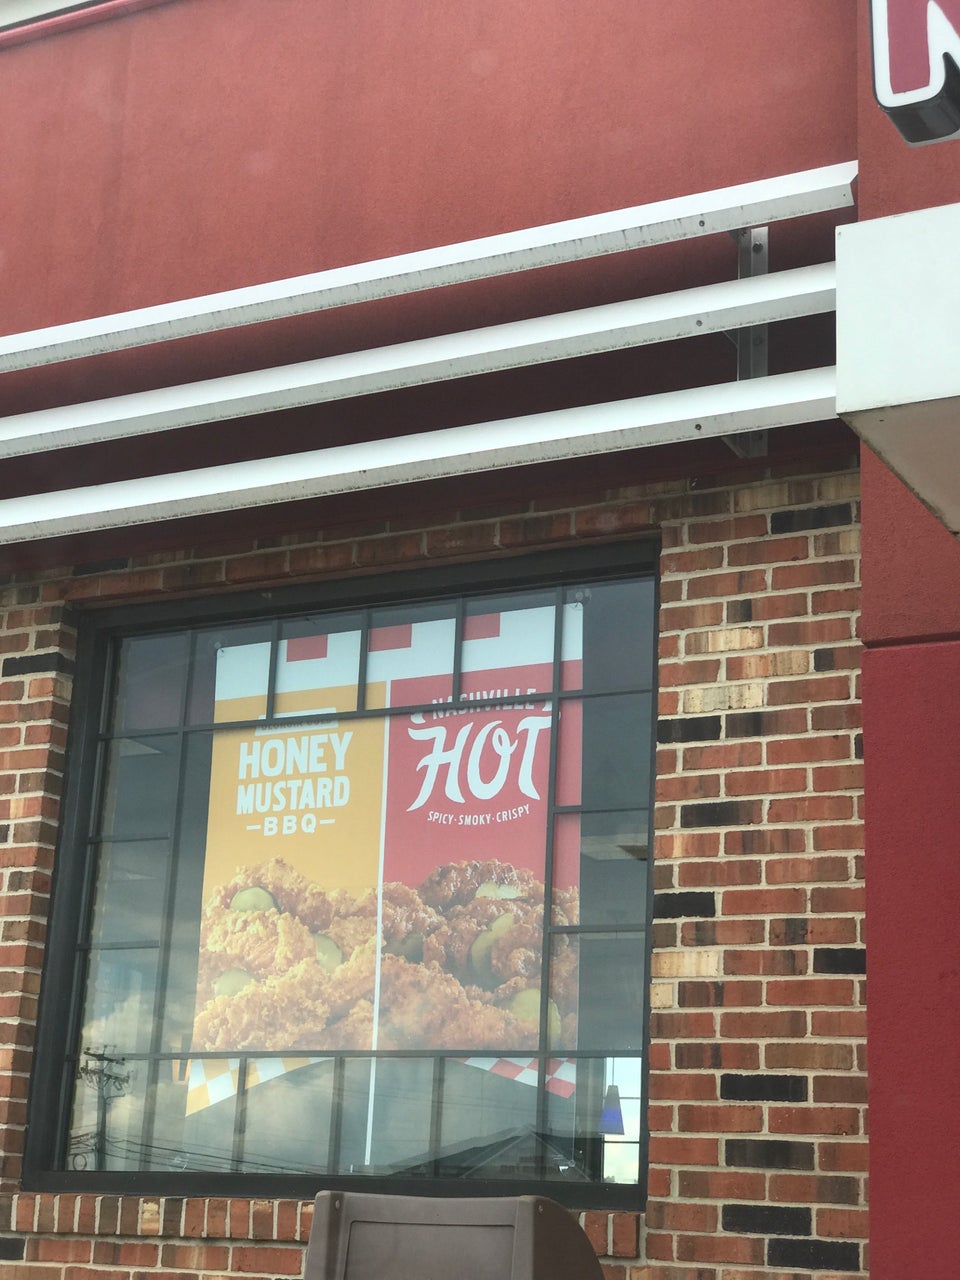 HONEY
MUSTARD
BBQ
NASHVILLE
HOT
SPICY·SMOKY·CRISPY